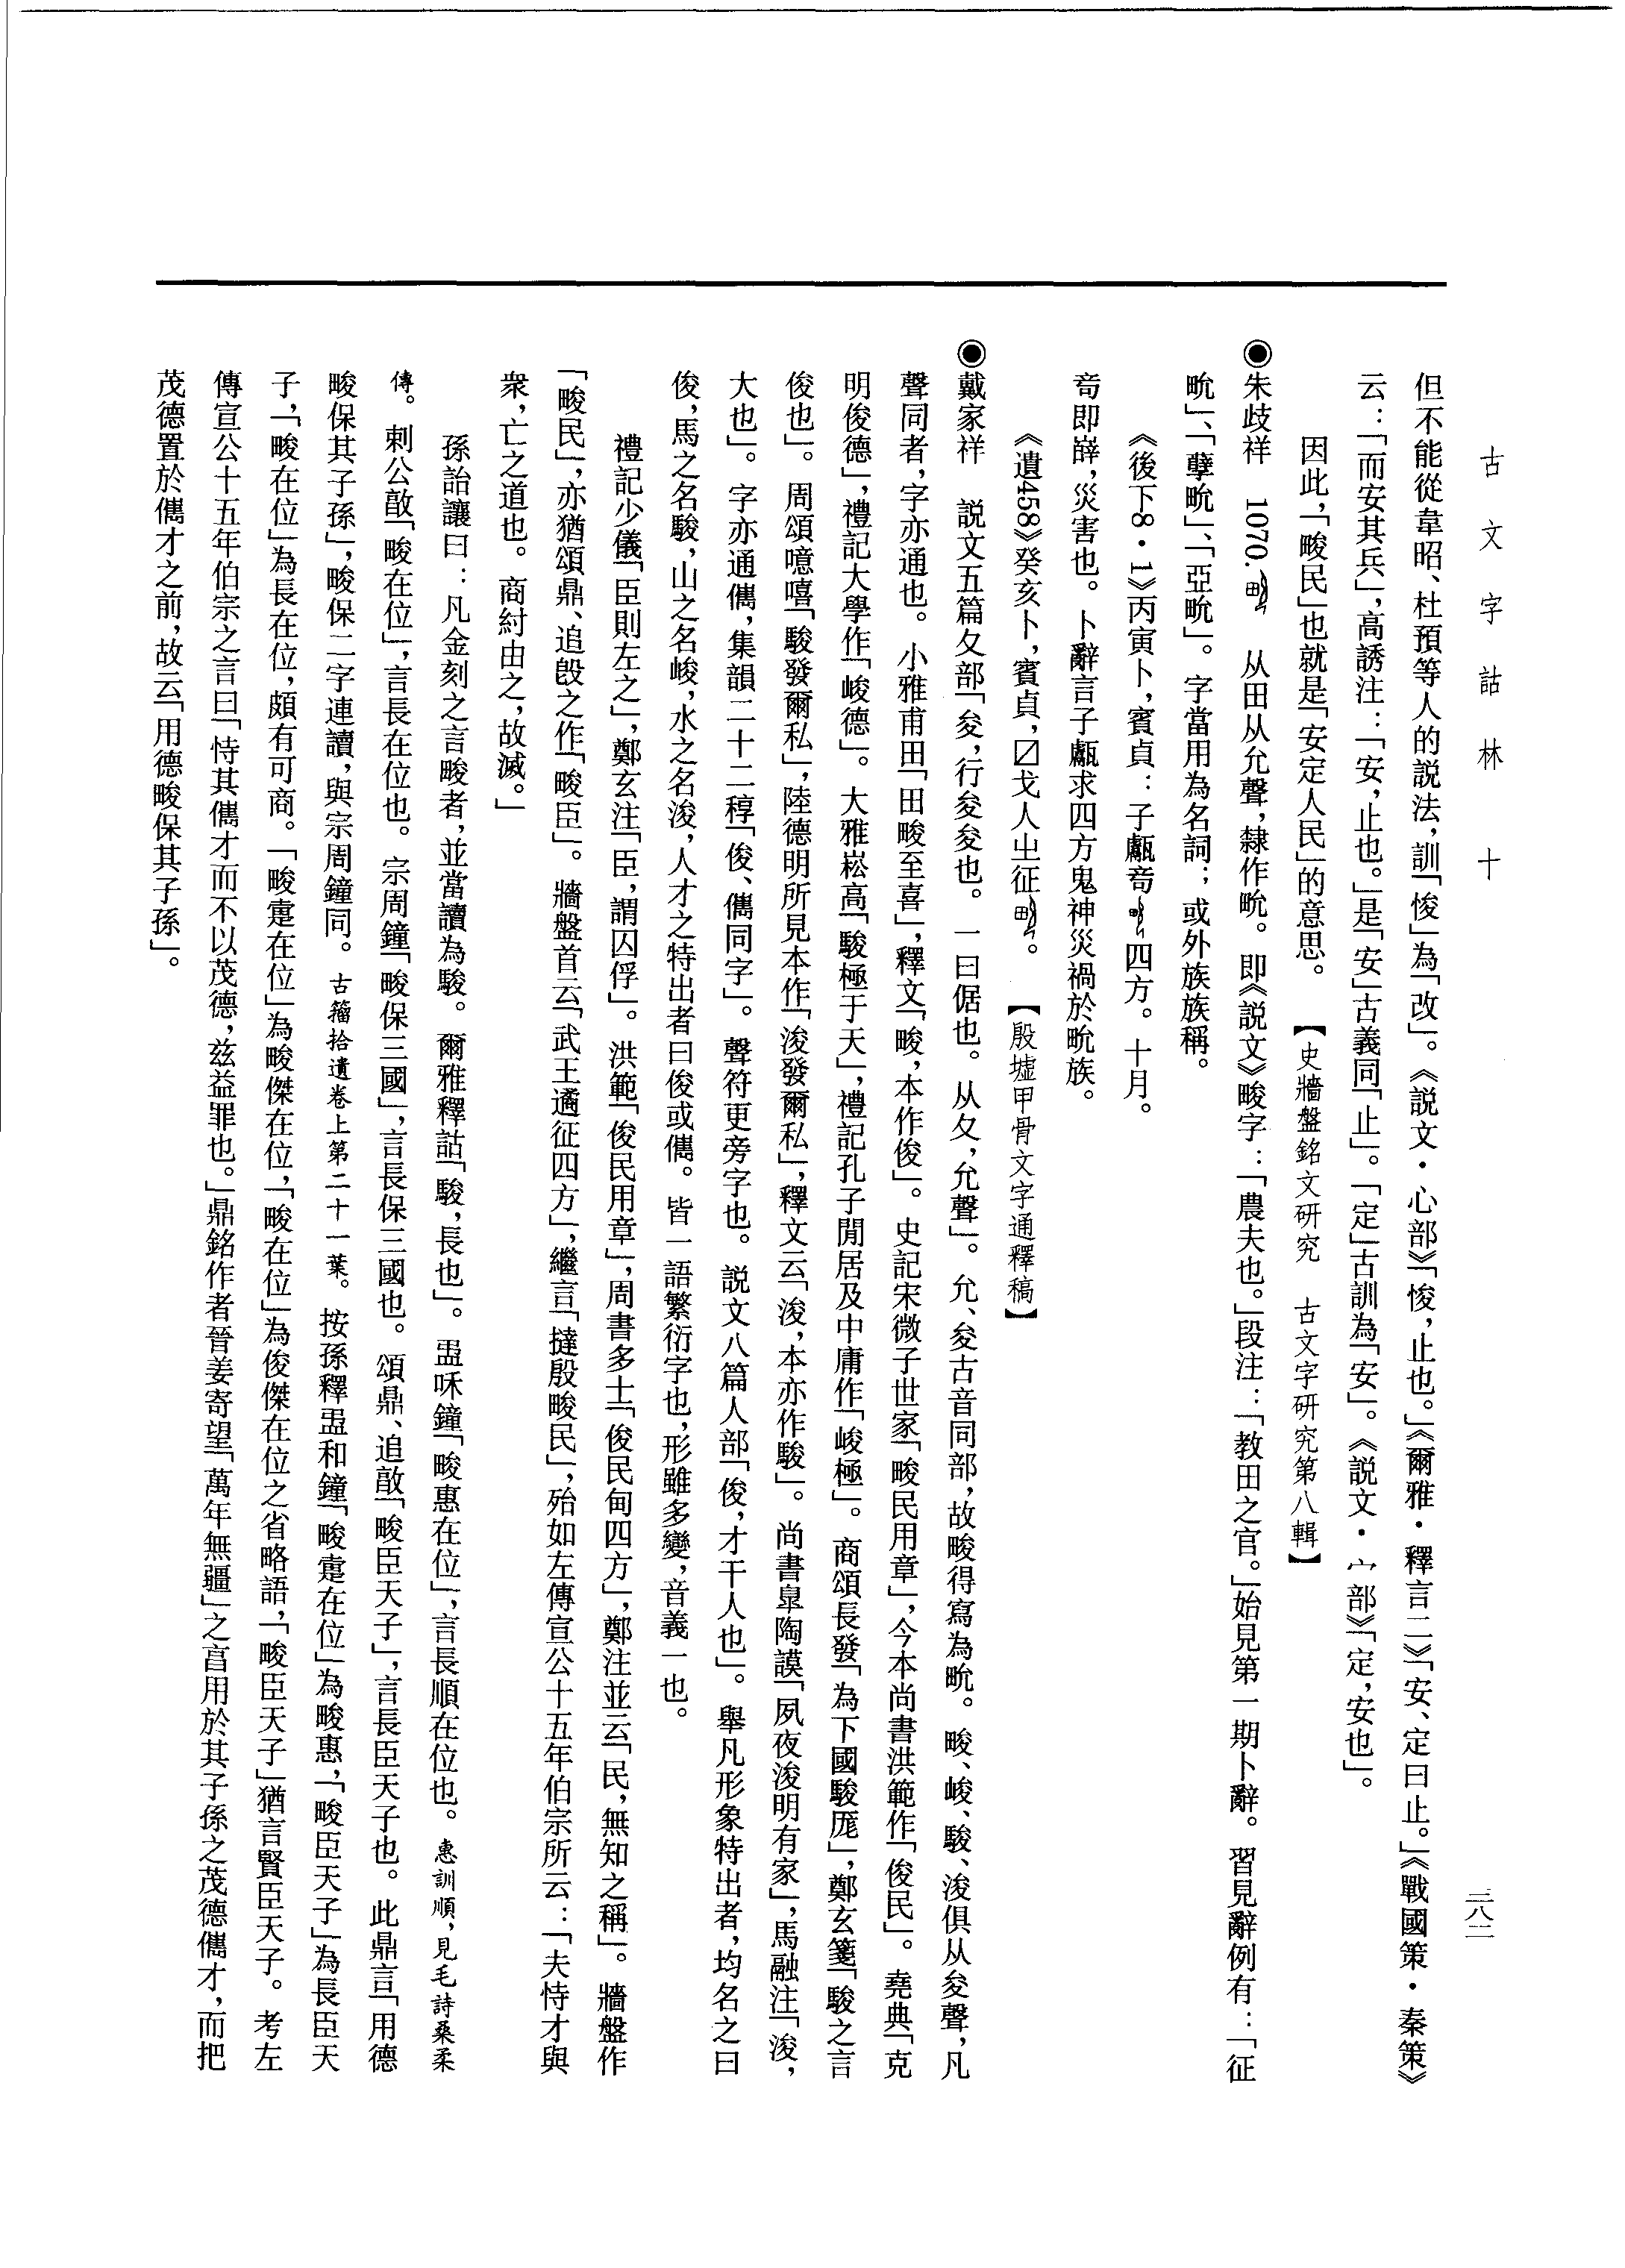 古文字詁林 十
三八二
但不能從韋昭、杜預等人的説法，訓「悛」為「改」。《説文·心部》「悛，止也。」《爾雅·釋言二》「安、定曰止。」《戰國策·秦策》
云：「而安其兵」，高誘注：「安，止也。」是「安」古義同「止」。「定」古訓為「安」。《説文·宀部》「定，安也」。
因此，「畯民」也就是「安定人民」的意思。 【史牆盤銘文研究 古文字研究第八輯】
◉朱歧祥 1070. 从田从允聲，隸作畍。即《説文》畯字：「農夫也。」段注：「教田之官。」始見第一期卜辭。習見辭例有：「征
㽙」、「孽㽙」、「亞㽙」。字當用為名詞；或外族族稱。
《後下8·1》丙寅卜，賓貞：子 四方。十月。
即嶭，災害也。卜辭言子 求四方鬼神災禍於㽙族。
《遺458》癸亥卜，賓貞，☒戈人㞢征 。 【殷墟甲骨文字通釋稿】
◉戴家祥 説文五篇夊部「夋，行夋夋也。一曰倨也。从夊，允聲」。允、夋古音同部，故畯得寫為㽙。畯、峻、駿、浚俱从夋聲，凡
聲同者，字亦通也。小雅甫田「田畯至喜」，釋文「畯，本作俊」。史記宋微子世家「畯民用章」，今本尚書洪範作「俊民」。堯典「克
明俊德」，禮記大學作「峻德」。大雅崧高「駿極于天」，禮記孔子閒居及中庸作「峻極」。商頌長發「為下國駿厖」，鄭玄箋「駿之言
俊也」。周頌噫嘻「駿發爾私」，陸德明所見本作「浚發爾私」，釋文云「浚，本亦作駿」。尚書臯陶謨「夙夜浚明有家」，馬融注「浚，
大也」。字亦通儁，集韻二十二稕「俊、儁同字」。聲符更旁字也。説文八篇人部「俊，才千人也」。舉凡形象特出者，均名之曰
俊，馬之名駿，山之名峻，水之名浚，人才之特出者曰俊或儁。皆一語繁衍字也，形雖多變，音義一也。
禮記少儀「臣則左之」，鄭玄注「臣，謂囚俘」。洪範「俊民用章」，周書多士「俊民甸四方」，鄭注並云「民，無知之稱」。牆盤作
「畯民」，亦猶頌鼎、追𣪘之作「畯臣」。牆盤首云「武王遹征四方」，繼言「撻殷畯民」，殆如左傳宣公十五年伯宗所云：「夫恃才與
衆，亡之道也。商紂由之，故滅。」
孫詒讓曰：凡金刻之言畯者，並當讀為駿。爾雅釋詁「駿，長也」。盄咊鐘「畯惠在位」，言長順在位也。惠訓順，見毛詩桑柔
傳。剌公敦「畯在位」，言長在位也。宗周鐘「畯保三國」，言長保三國也。頌鼎、追敦「畯臣天子」，言長臣天子也。此鼎言「用德
畯保其子孫」，畯保二字連讀，與宗周鐘同。古籀拾遺卷上第二十一葉。按孫釋盄和鐘「畯疐在位」為畯惠，「畯臣天子」為長臣天
子，「畯在位」為長在位，頗有可商。「畯疐在位」為畯傑在位，「畯在位」為俊傑在位之省略語，「畯臣天子」猶言賢臣天子。考左
傳宣公十五年伯宗之言曰「恃其儁才而不以茂德，茲益罪也。」鼎銘作者晉姜寄望「萬年無疆」之亯用於其子孫之茂德儁才，而把
茂德置於儁才之前，故云「用德畯保其子孫」。